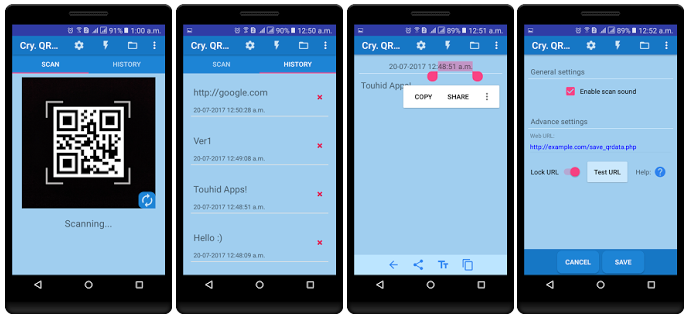 91% 1:00 a.m.
Cry. QR...
SCAN HISTORY
Scanning...
90% 12:50 a.m.
Cry. QR...
SCAN HISTORY
http://google.com
20-07-2017 12:50:28 a.m.
Ver1
20-07-2017 12:49:08 a.m.
Touhid Apps!
20-07-2017 12:48:51 a.m.
Hello :)
20-07-2017 12:48:09 a.m.
89% 12:51 a.m.
Cry. QR...
20-07-2017 12:48:51 a.m.
Touhid Apps!
COPY SHARE
89% 12:52 a.m.
Cry. QR...
General settings
Enable scan sound
Advance settings
Web URL:
http://example.com/save_qrdata.php
Lock URL Test URL Help: ?
CANCEL SAVE